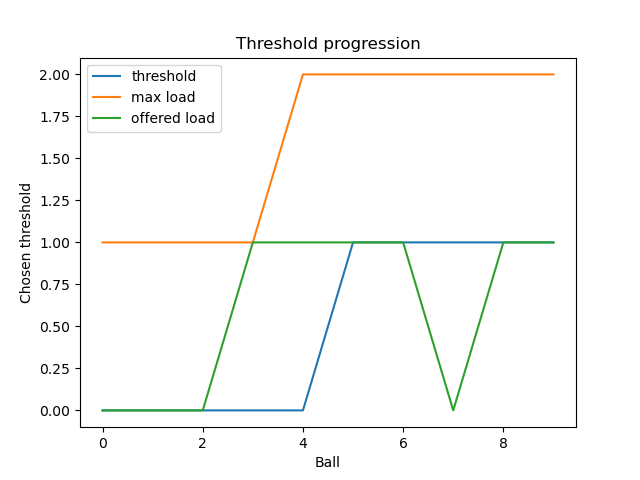 Threshold progression
threshold
max load
offered load
2.00
1.75
1.50
1.25
1.00
0.75
0.50
0.25
0.00
Chosen threshold
0 2 4 6 8
Ball